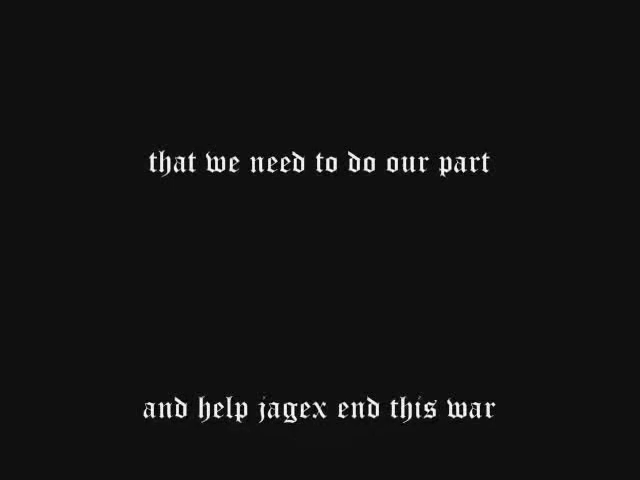 that we need to do our part
and help jagex end this war